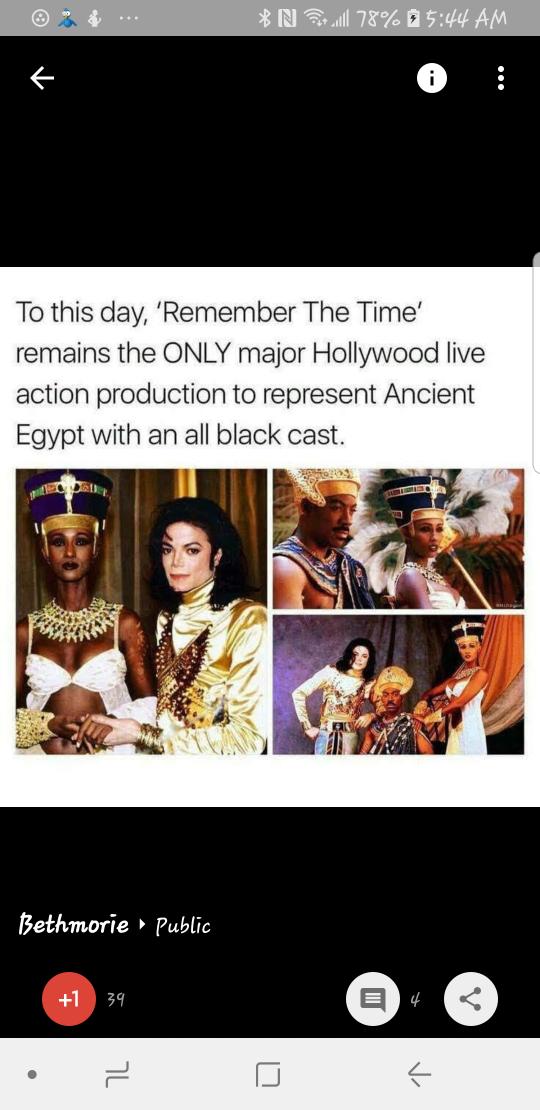 78% 5:44 AM
To this day, 'Remember The Time'
remains the ONLY major Hollywood live
action production to represent Ancient
Egypt with an all black cast.
Bethmorie Public
+1 39 4